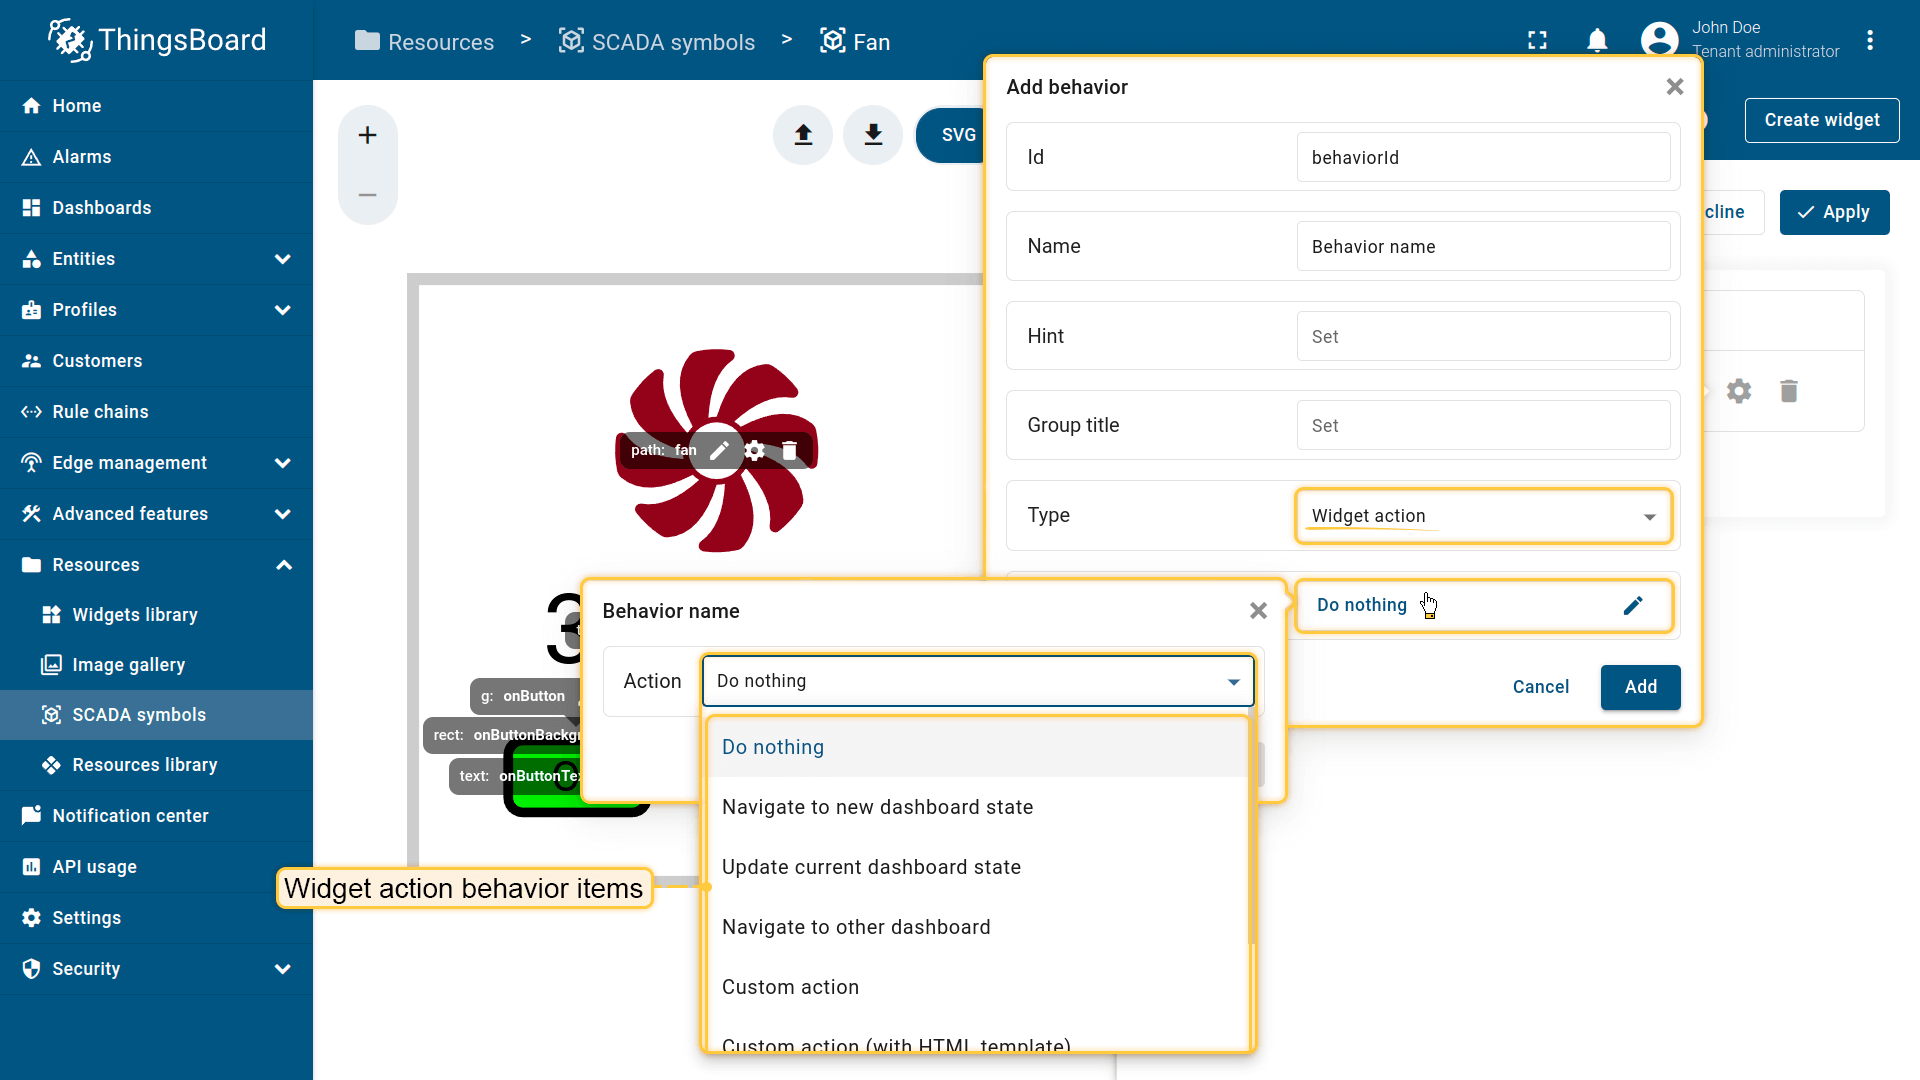 ThingsBoard
Resources > SCADA symbols > Fan
John Doe
Tenant administrator
Home
Alarms
Dashboards
Entities
Profiles
Customers
Rule chains
Edge management
Advanced features
Resources
Widgets library
Image gallery
SCADA symbols
Resources library
Notification center
API usage
Settings
Security
SVG
Create widget
cline
Apply
Add behavior
Id
behaviorId
Name
Behavior name
Hint
Set
Group title
Set
Type
Widget action
Do nothing
Cancel
Add
path: fan
3
g: onButton
rect: onButtonBackgr
text: onButtonTe
Behavior name
Action
Do nothing
Do nothing
Navigate to new dashboard state
Update current dashboard state
Navigate to other dashboard
Custom action
Custom action (with HTML template)
Widget action behavior items